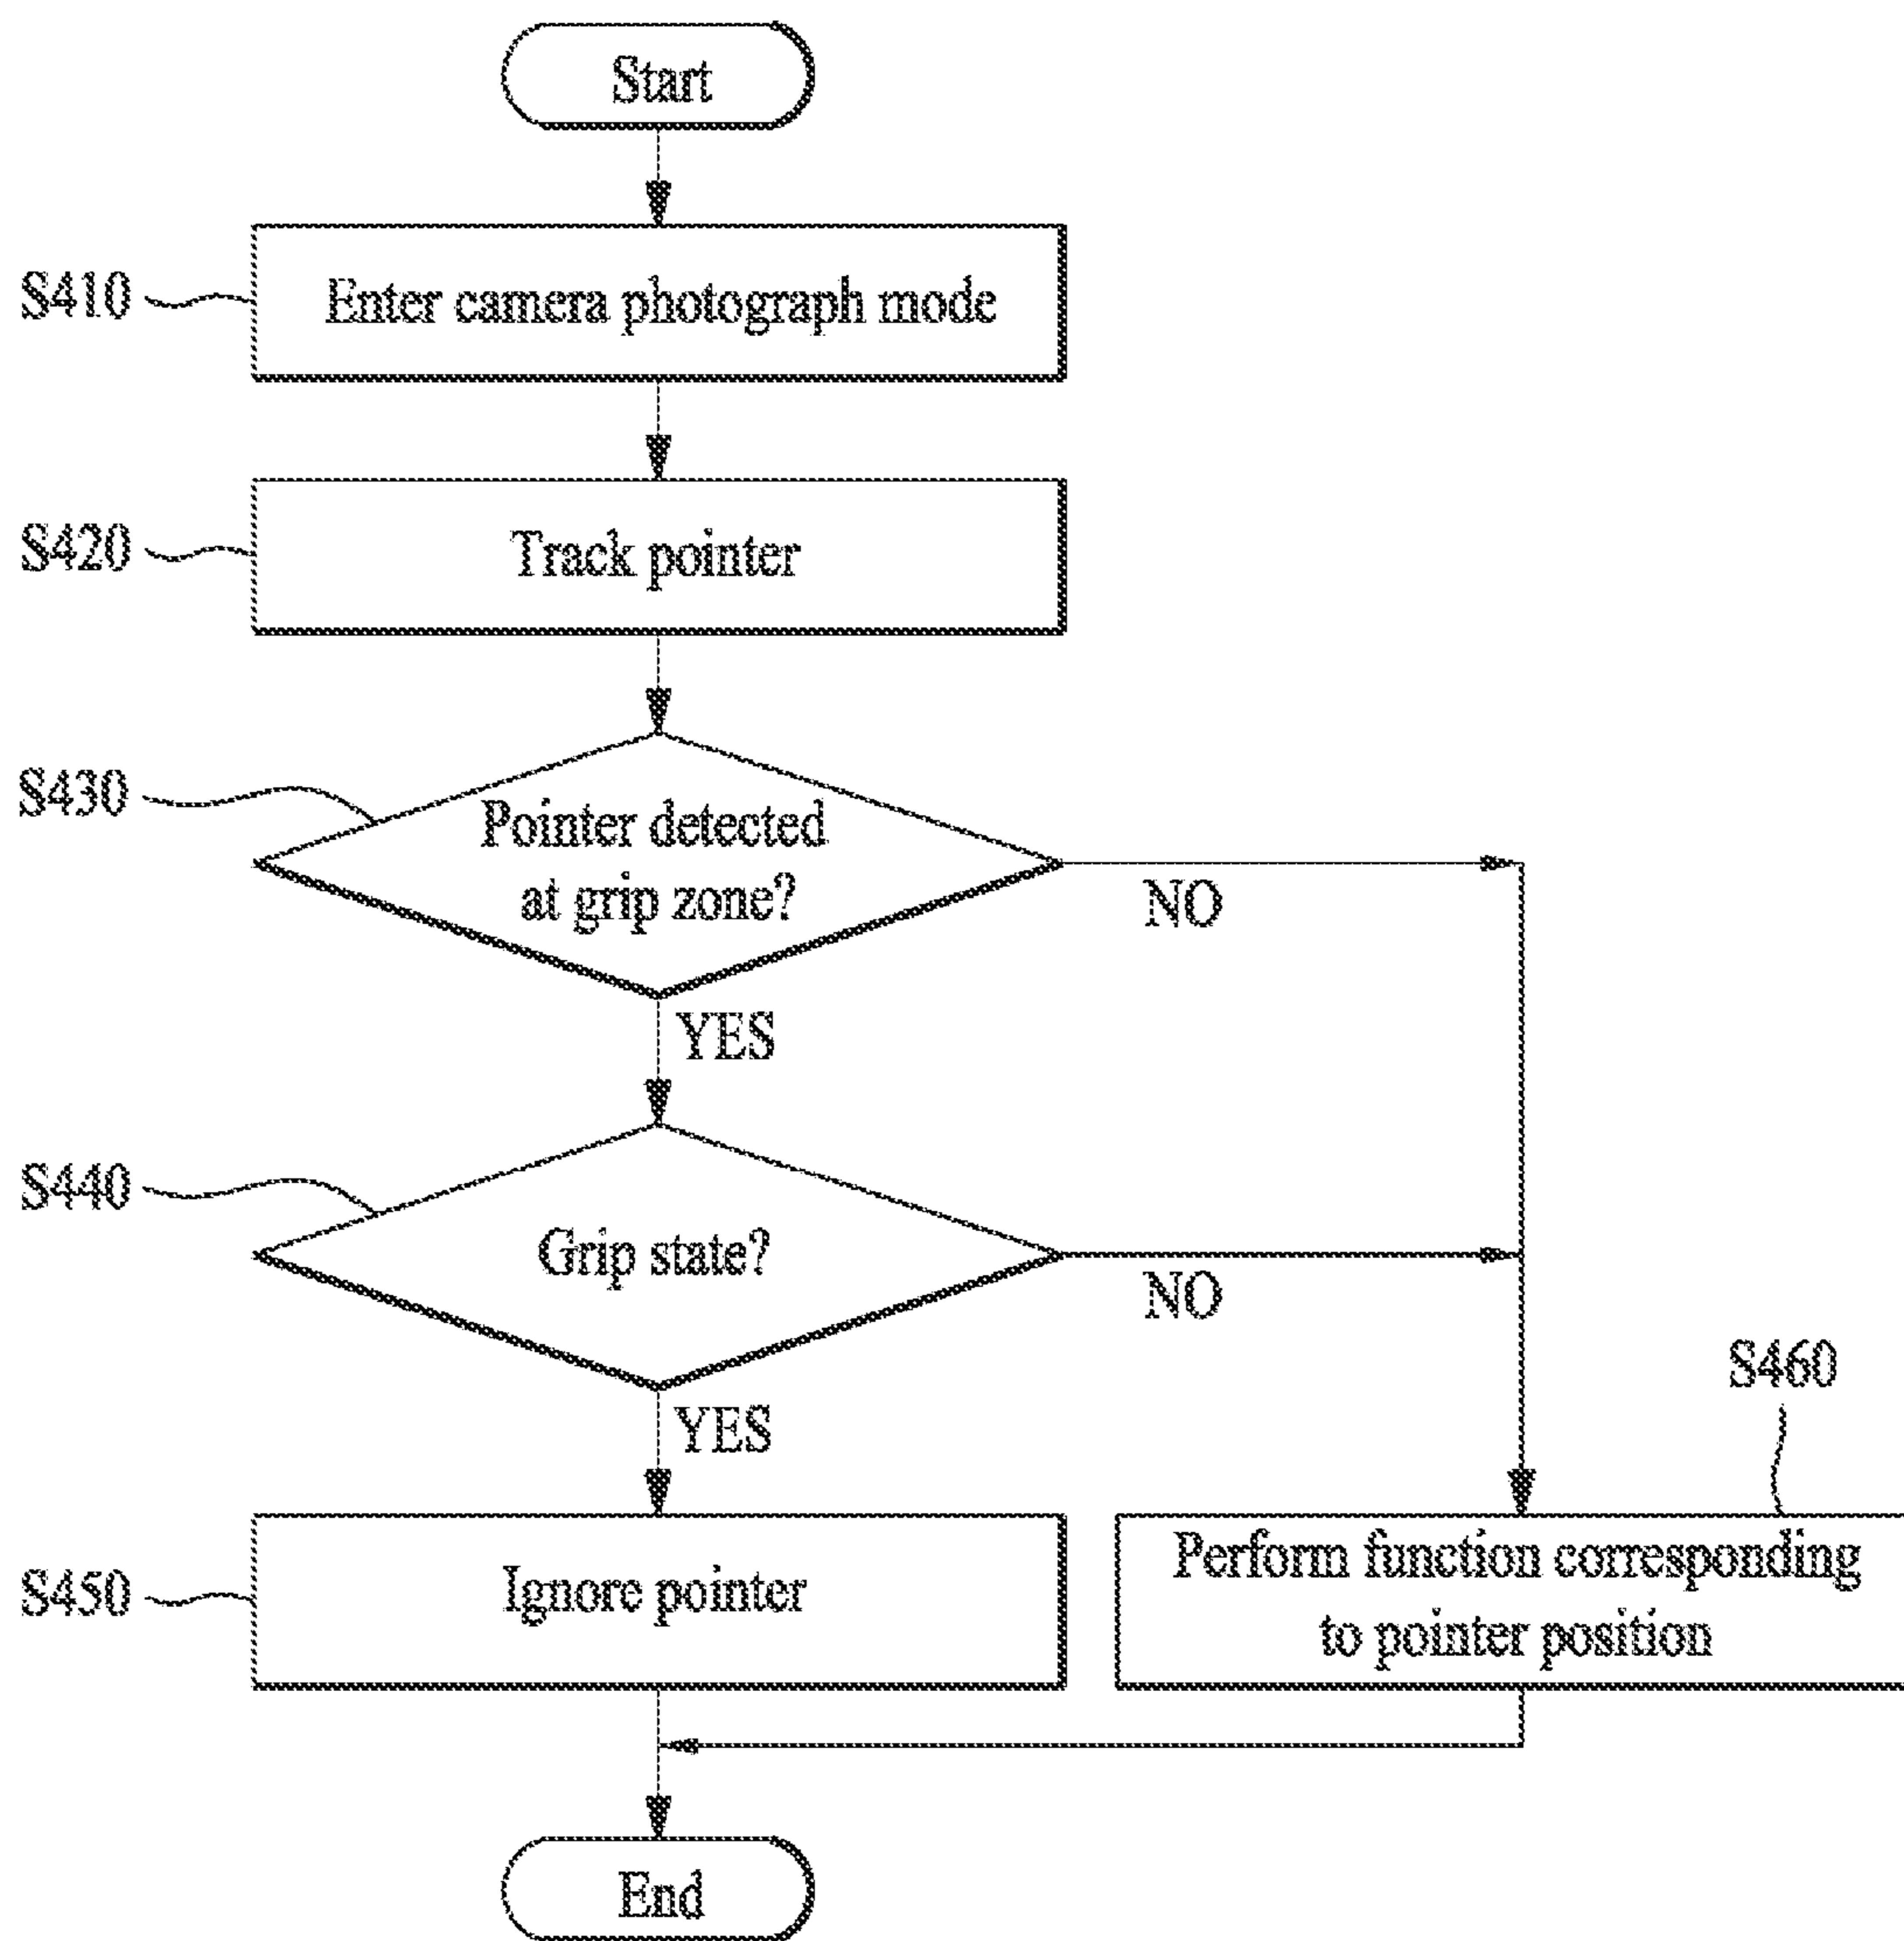 Start
S410
Enter camera photograph mode
S420
Track pointer
S430
Pointer detected
at grip zone?
NO
YES
S440
Grip state?
NO
YES
S460
S450
Ignore pointer
Perform function corresponding
to pointer position
End